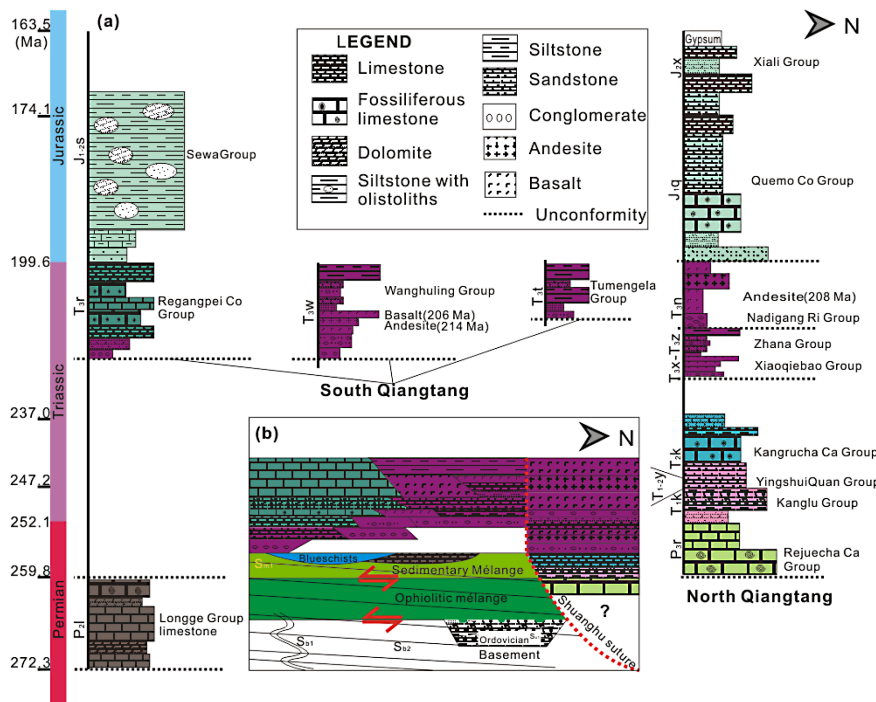 163.5
(Ma)
(a)
N
LEGEND
Limestone
Fossiliferous
limestone
Dolomite
Siltstone with
olistoliths
Siltstone
Sandstone
Conglomerate
Andesite
Basalt
Unconformity
Gypsum
Xiali Group
J₂x
174.1
Jurassic
J₁₋₂s
SewaGroup
Quemo Co Group
J₁q
199.6
T₃r
Regangpei Co
Group
T₃w
Wanghuling Group
Basalt(206 Ma)
Andesite(214 Ma)
T₃t
Tumengela
Group
T₃n
Andesite(208 Ma)
Nadigang Ri Group
T₃x-T₃z
Zhana Group
Xiaoqiebao Group
South Qiangtang
Triassic
237.0
247.2
252.1
259.8
272.3
Permian
P₂l
Longge Group
limestone
(b)
N
Blueschists
Sm1
Sedimentary Mélange
Ophiolitic mélange
Sb1
Sb2
Ordovician
Basement
?
Shuanghu suture
T₂k
Kangrucha Ca Group
T₁₋₂y
YingshuiQuan Group
T₁k
Kanglu Group
P₃r
Rejuecha Ca
Group
North Qiangtang